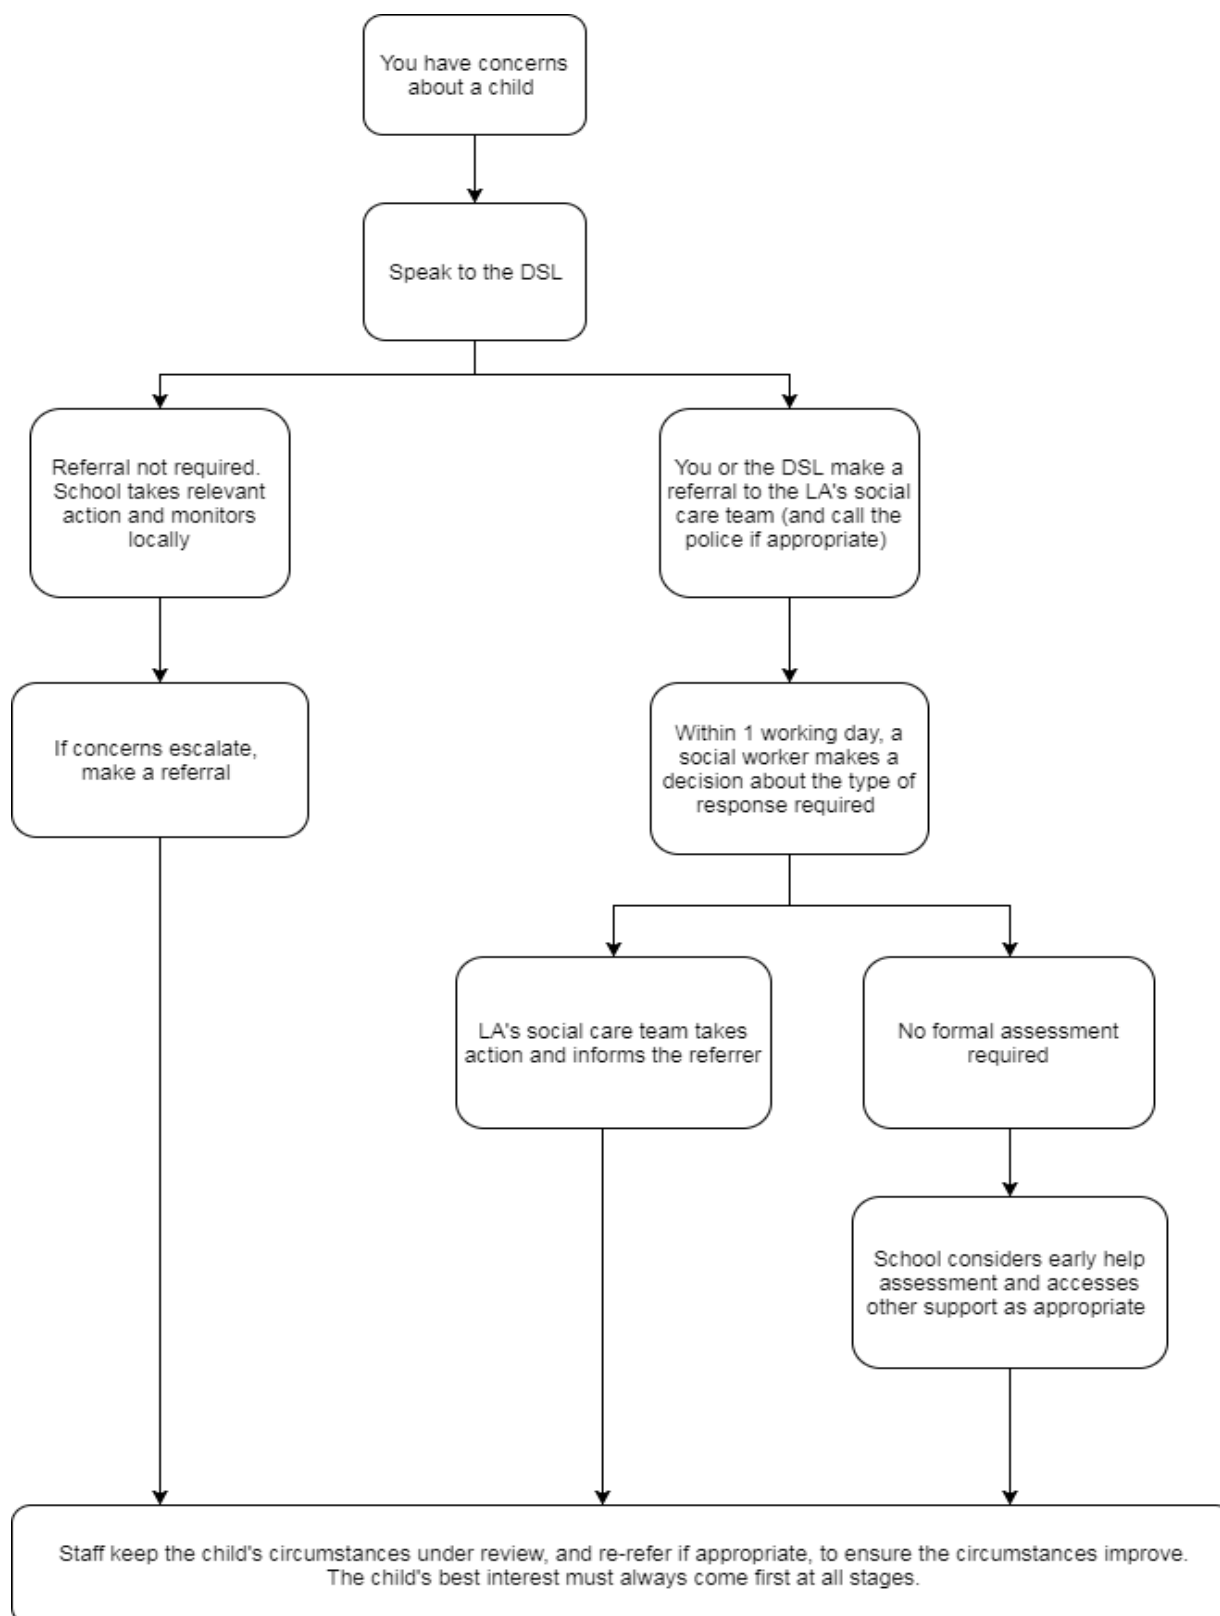 You have concerns
about a child
Speak to the DSL
Referral not required.
School takes relevant
action and monitors
locally
You or the DSL make a
referral to the LA's social
care team (and call the
police if appropriate)
If concerns escalate,
make a referral
Within 1 working day, a
social worker makes a
decision about the type of
response required
LA's social care team takes
action and informs the referrer
No formal assessment
required
School considers early help
assessment and accesses
other support as appropriate
Staff keep the child's circumstances under review, and re-refer if appropriate, to ensure the circumstances improve.
The child's best interest must always come first at all stages.